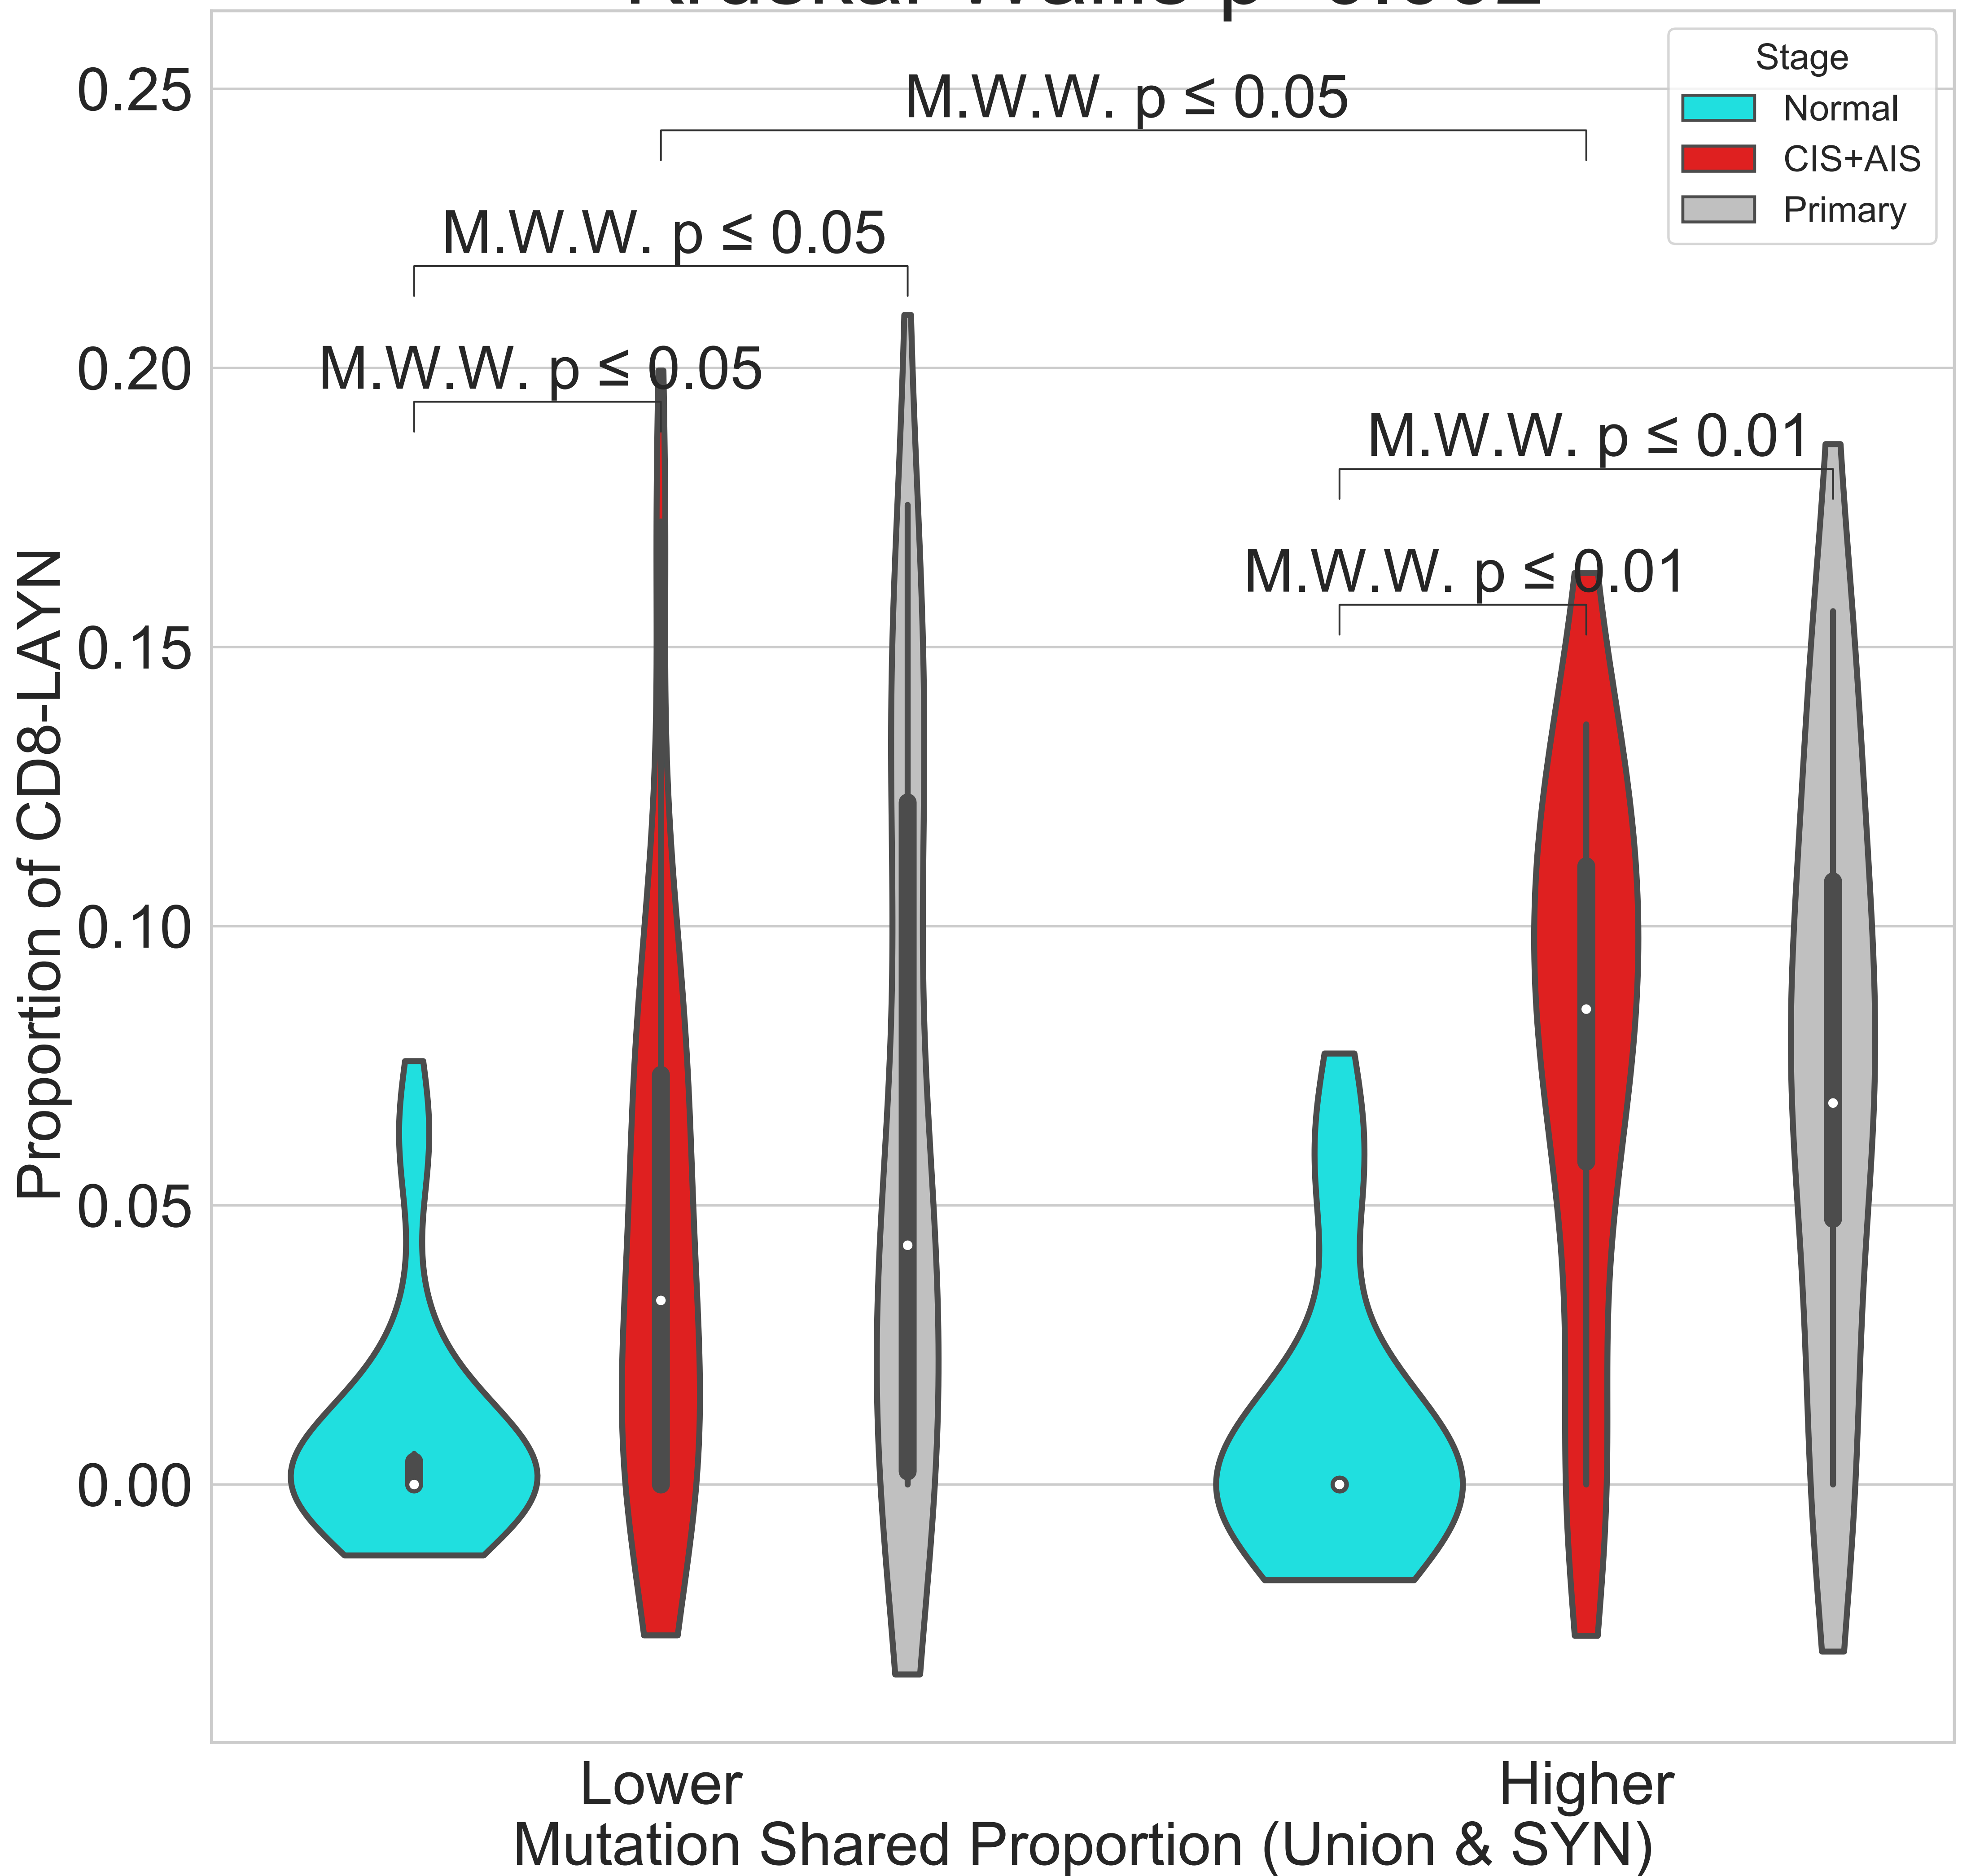 M.W.W. p ≤ 0.05
M.W.W. p ≤ 0.05
M.W.W. p ≤ 0.05
M.W.W. p ≤ 0.01
M.W.W. p ≤ 0.01
Stage
Normal
CIS+AIS
Primary
Proportion of CD8-LAYN
0.25
0.20
0.15
0.10
0.05
0.00
Lower
Higher
Mutation Shared Proportion (Union & SYN)